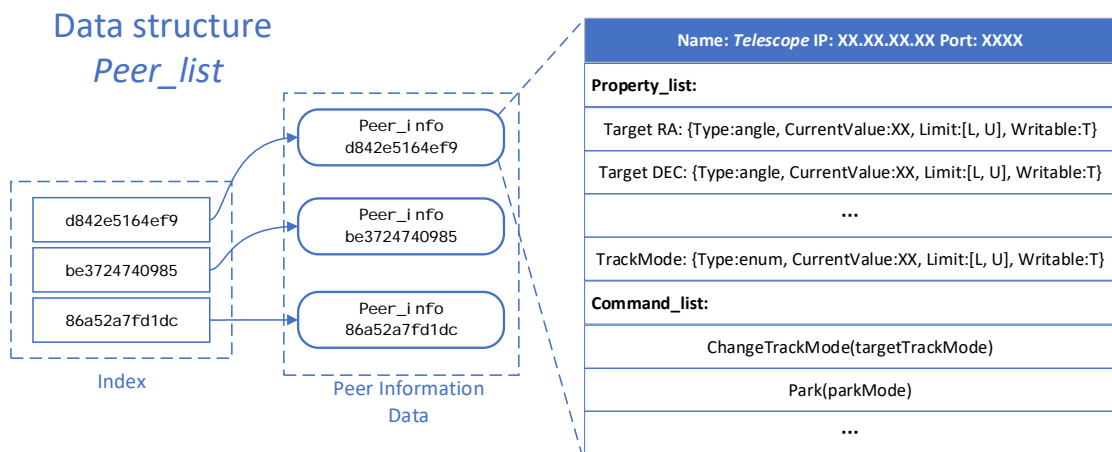 Data structure
Peer_list
d842e5164ef9
be3724740985
86a52a7fd1dc
Index
Peer_info
d842e5164ef9
Peer_info
be3724740985
Peer_info
86a52a7fd1dc
Peer Information
Data
Name: Telescope IP: XX.XX.XX.XX Port: XXXX
Property_list:
Target RA: {Type:angle, CurrentValue:XX, Limit:[L, U], Writable:T}
Target DEC: {Type:angle, CurrentValue:XX, Limit:[L, U], Writable:T}
...
TrackMode: {Type:enum, CurrentValue:XX, Limit:[L, U], Writable:T}
Command_list:
ChangeTrackMode(targetTrackMode)
Park(parkMode)
...